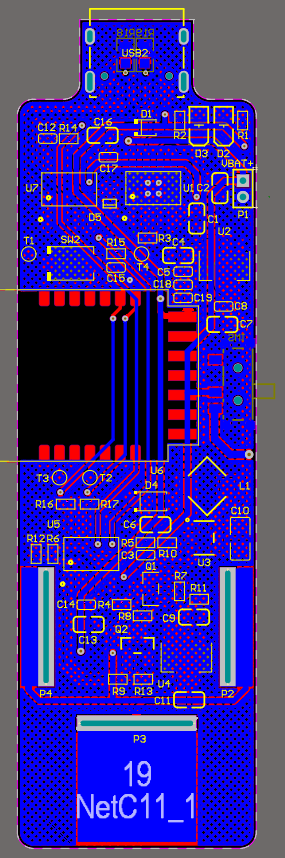 R19R18
USB2
D1
C16
C12 R14
R2
R1
D3 D2
C17
VBAT+
U7
U1 C2
P1
D5
C1
U2
T1
SW2
R3
R15
T4
C4
C5
C15
C18
C19
C8
C7
SW1
U6
T3
T2
D4
L1
R16
R17
C10
U5
C6
R12 R6
R5
R10
C3
U3
Q1
R7
R11
C14 R4
R8
C9
C13
Q2
U4
P4
R9 R13
P2
C11
P3
19
NetC11_1